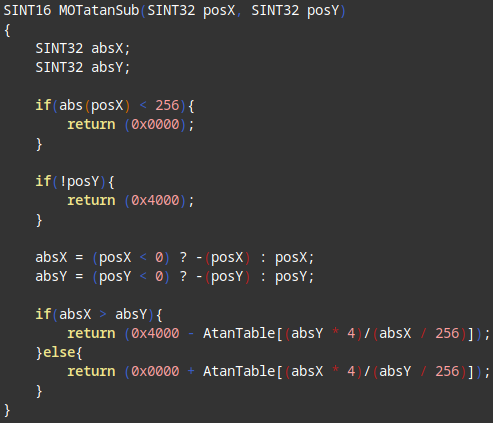 SINT16 MOTatanSub(SINT32 posX, SINT32 posY)
{
    SINT32 absX;
    SINT32 absY;

    if(abs(posX) < 256){
        return (0x0000);
    }

    if(!posY){
        return (0x4000);
    }

    absX = (posX < 0) ? -(posX) : posX;
    absY = (posY < 0) ? -(posY) : posY;

    if(absX > absY){
        return (0x4000 - AtanTable[(absY * 4)/(absX / 256)]);
    }else{
        return (0x0000 + AtanTable[(absX * 4)/(absY / 256)]);
    }
}